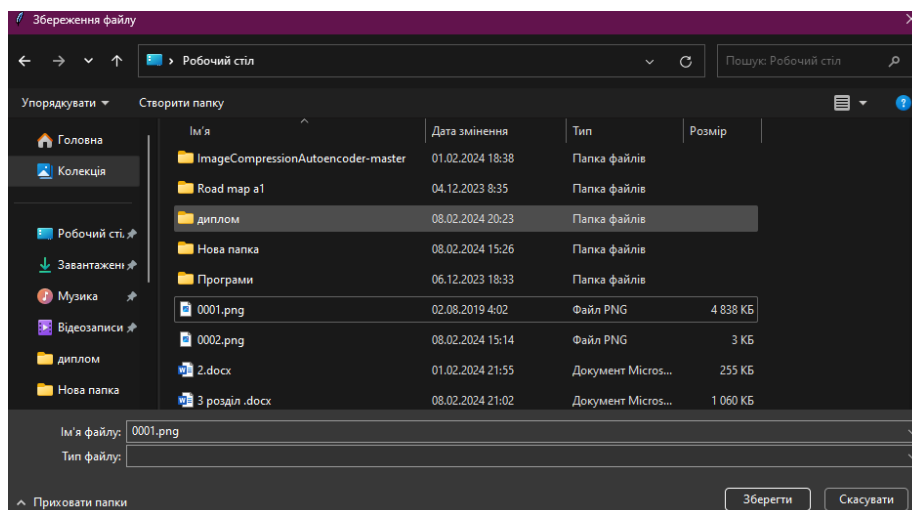 Збереження файлу
Робочий стіл
Пошук: Робочий стіл
Упорядкувати
Створити папку
Ім'я Дата змінення Тип Розмір
Головна
Колекція
Робочий стіл
Завантажені
Музика
Відеозаписи
диплом
Нова папка
ImageCompressionAutoencoder-master 01.02.2024 18:38 Папка файлів
Road map a1 04.12.2023 8:35 Папка файлів
диплом 08.02.2024 20:23 Папка файлів
Нова папка 08.02.2024 15:26 Папка файлів
Програми 06.12.2023 18:33 Папка файлів
0001.png 02.08.2019 4:02 Файл PNG 4 838 КБ
0002.png 08.02.2024 15:14 Файл PNG 3 КБ
2.docx 01.02.2024 21:55 Документ Micros... 255 КБ
3 розділ .docx 08.02.2024 21:02 Документ Micros... 1 060 КБ
Ім'я файлу: 0001.png
Тип файлу:
Приховати папки
Зберегти
Скасувати